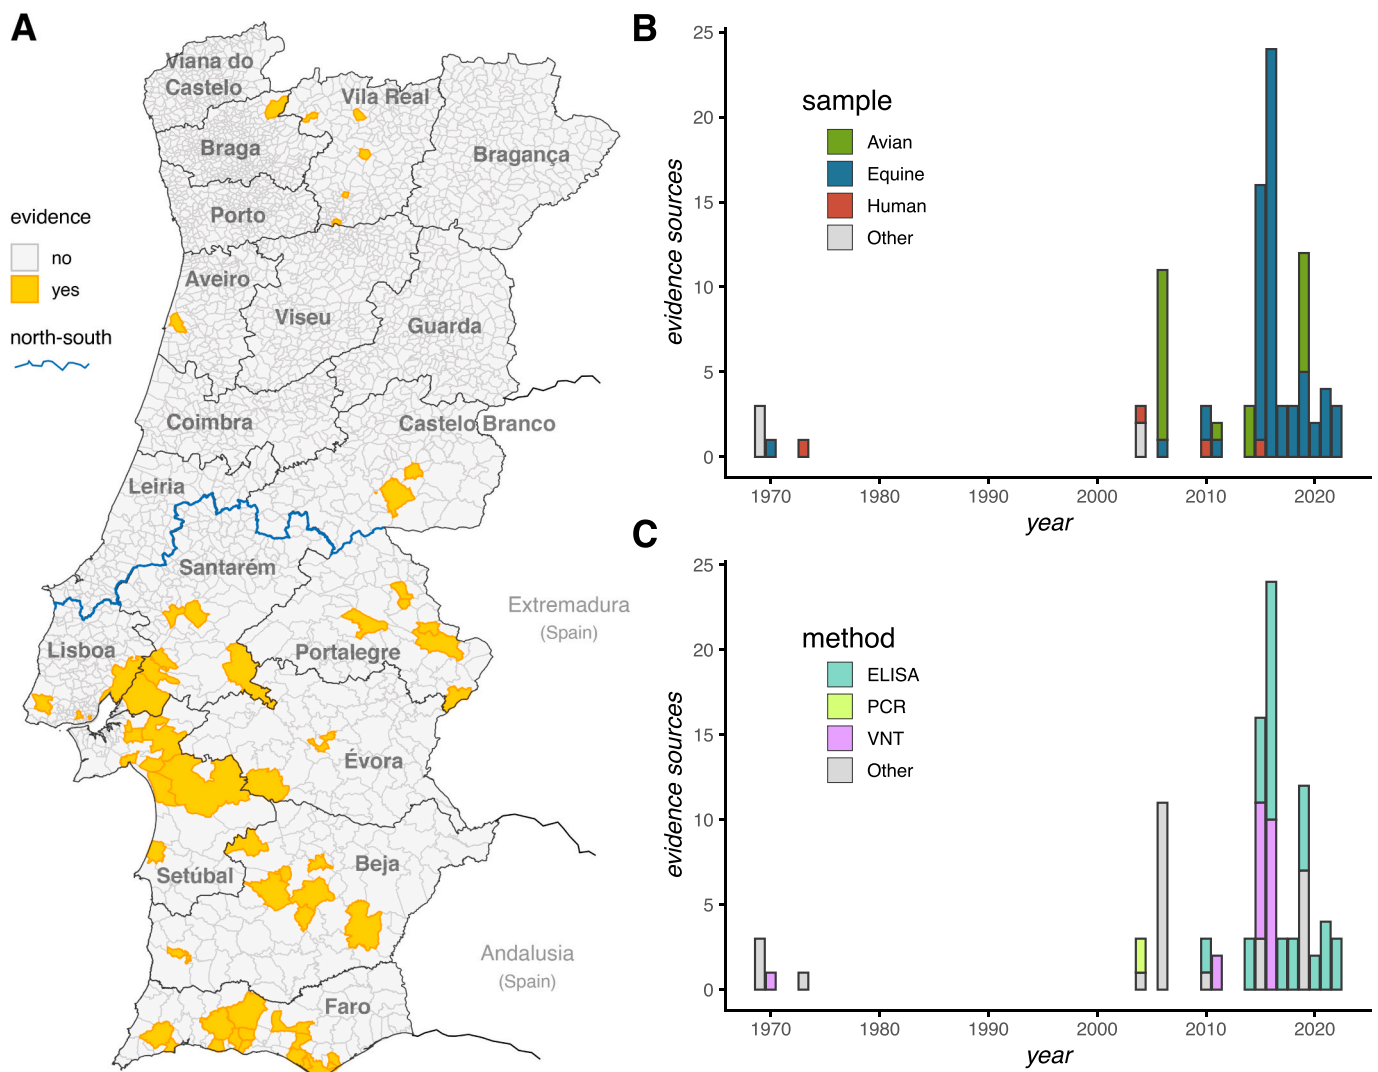 A
Viana do
Castelo
Vila Real
Braga
Bragança
Porto
evidence
no
yes
north-south
Aveiro
Viseu
Guarda
Coimbra
Castelo Branco
Leiria
Santarém
Extremadura
(Spain)
Lisboa
Portalegre
Évora
Setúbal
Beja
Andalusia
(Spain)
Faro
B
25
20
15
10
5
0
evidence sources
sample
Avian
Equine
Human
Other
1970
1980
1990
2000
2010
2020
year
C
25
20
15
10
5
0
evidence sources
method
ELISA
PCR
VNT
Other
1970
1980
1990
2000
2010
2020
year